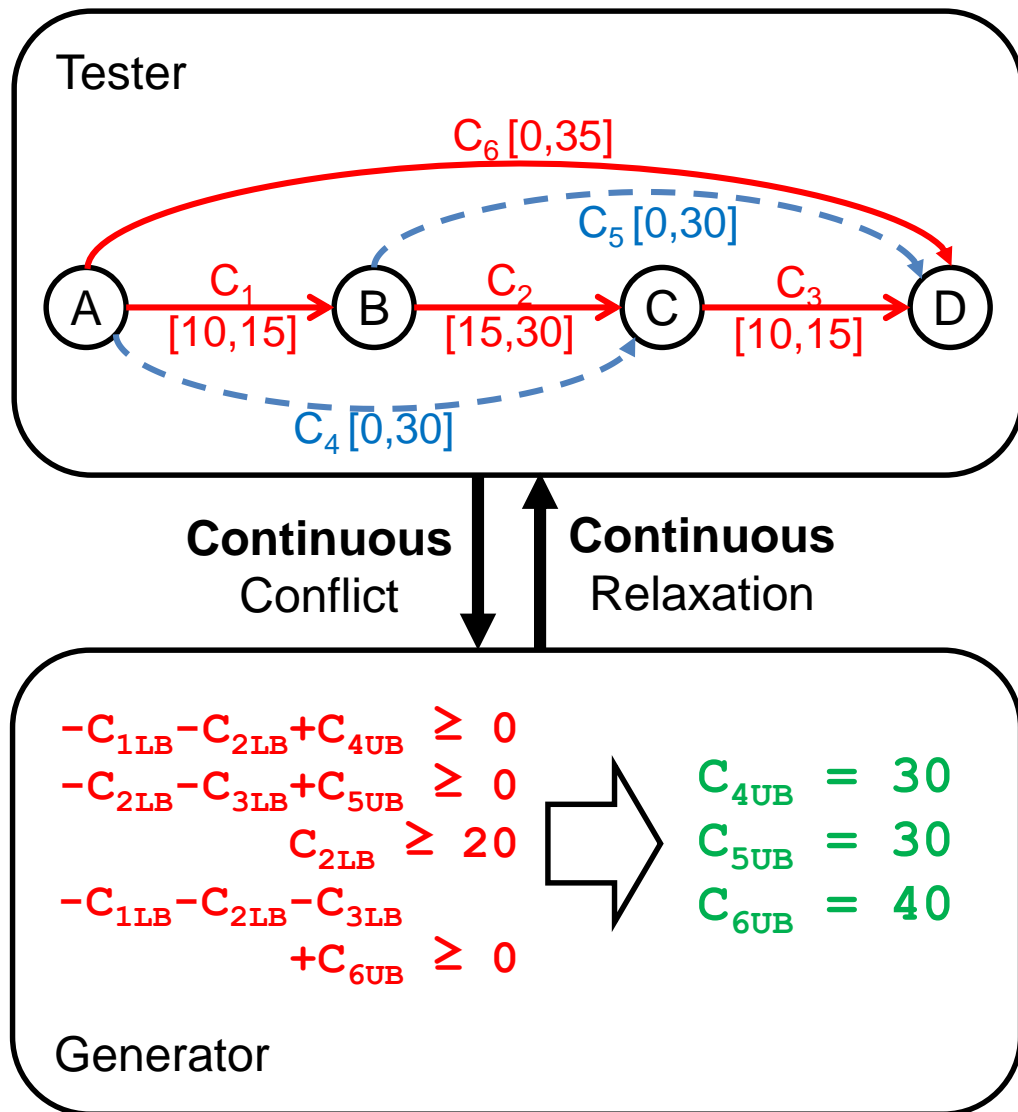 Tester
C₆ [0,35]
C₅ [0,30]
A
C₁
[10,15]
B
C₂
[15,30]
C
C₃
[10,15]
D
C₄ [0,30]
Continuous
Conflict
Continuous
Relaxation
−C1LB−C2LB+C4UB ≥ 0
−C2LB−C3LB+C5UB ≥ 0
C2LB ≥ 20
−C1LB−C2LB−C3LB
+C6UB ≥ 0
C4UB = 30
C5UB = 30
C6UB = 40
Generator